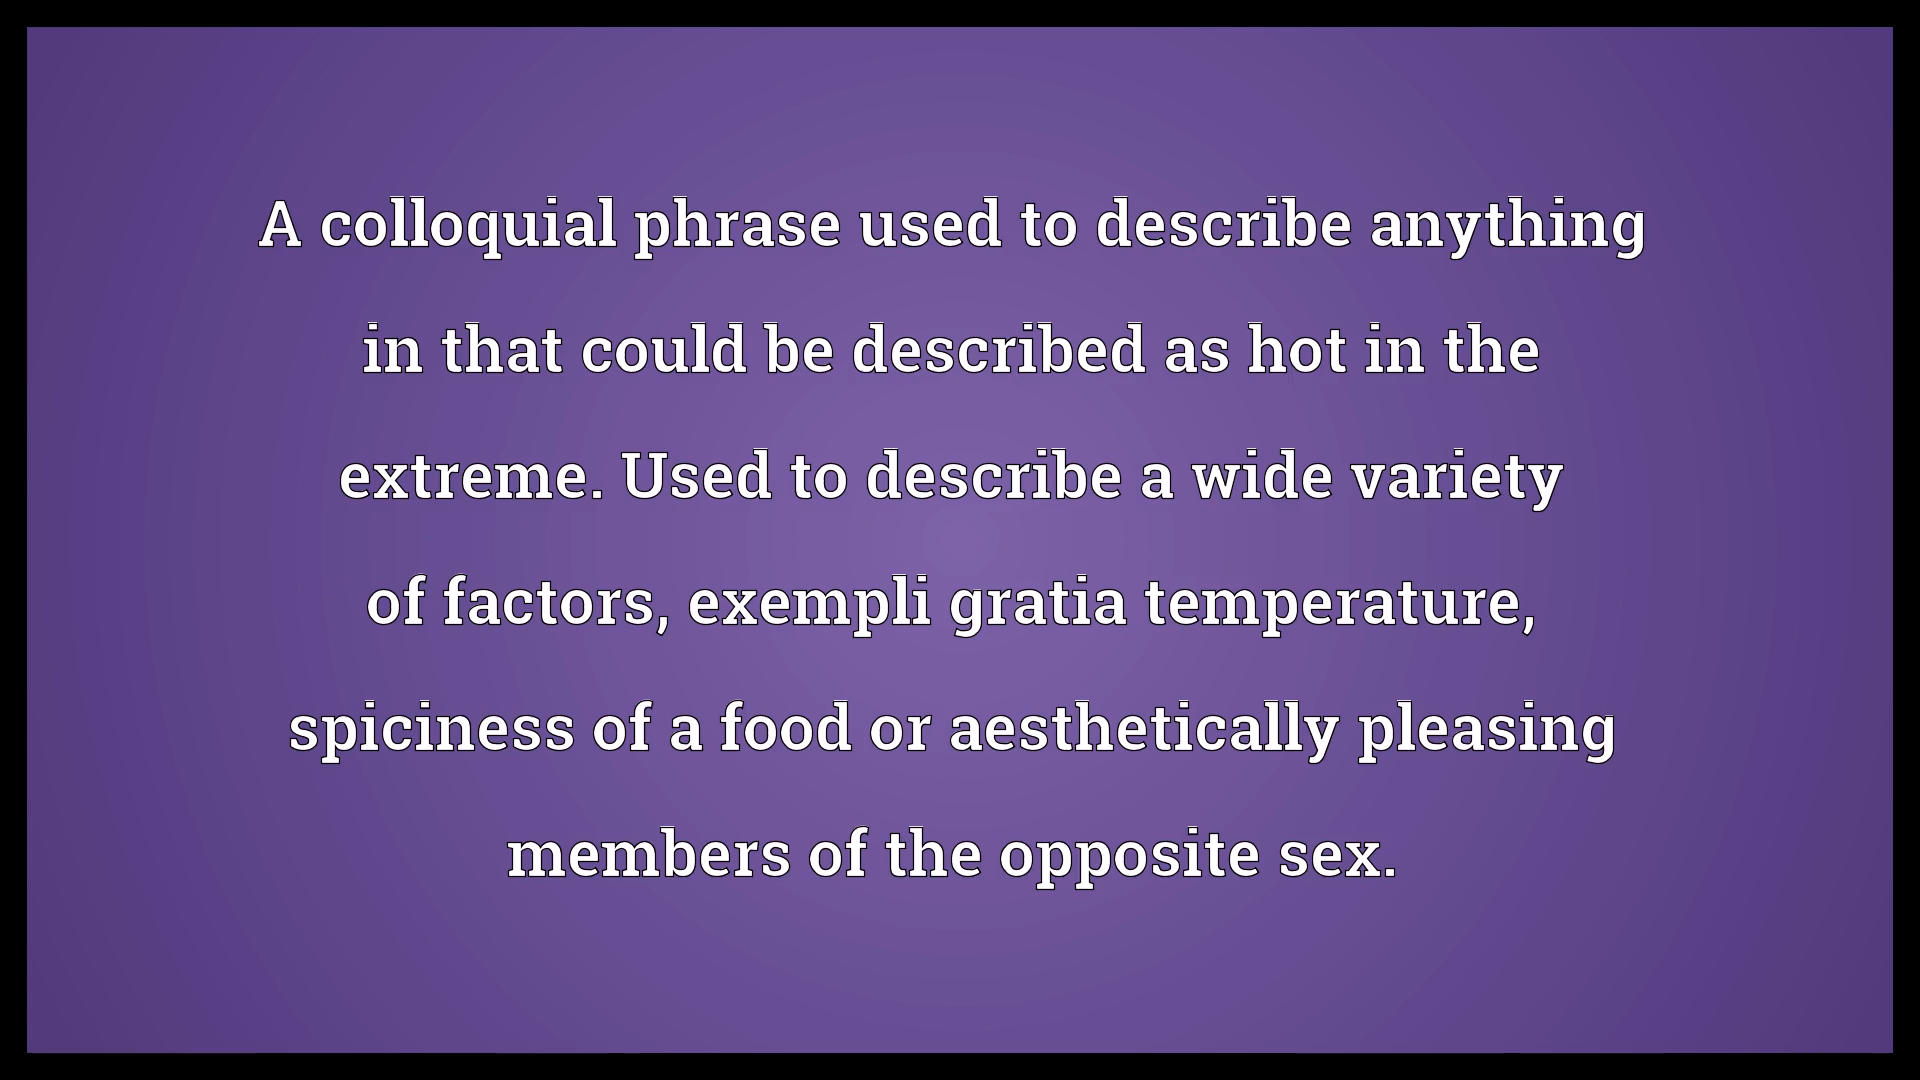 A colloquial phrase used to describe anything
in that could be described as hot in the
extreme. Used to describe a wide variety
of factors, exempli gratia temperature,
spiciness of a food or aesthetically pleasing
members of the opposite sex.